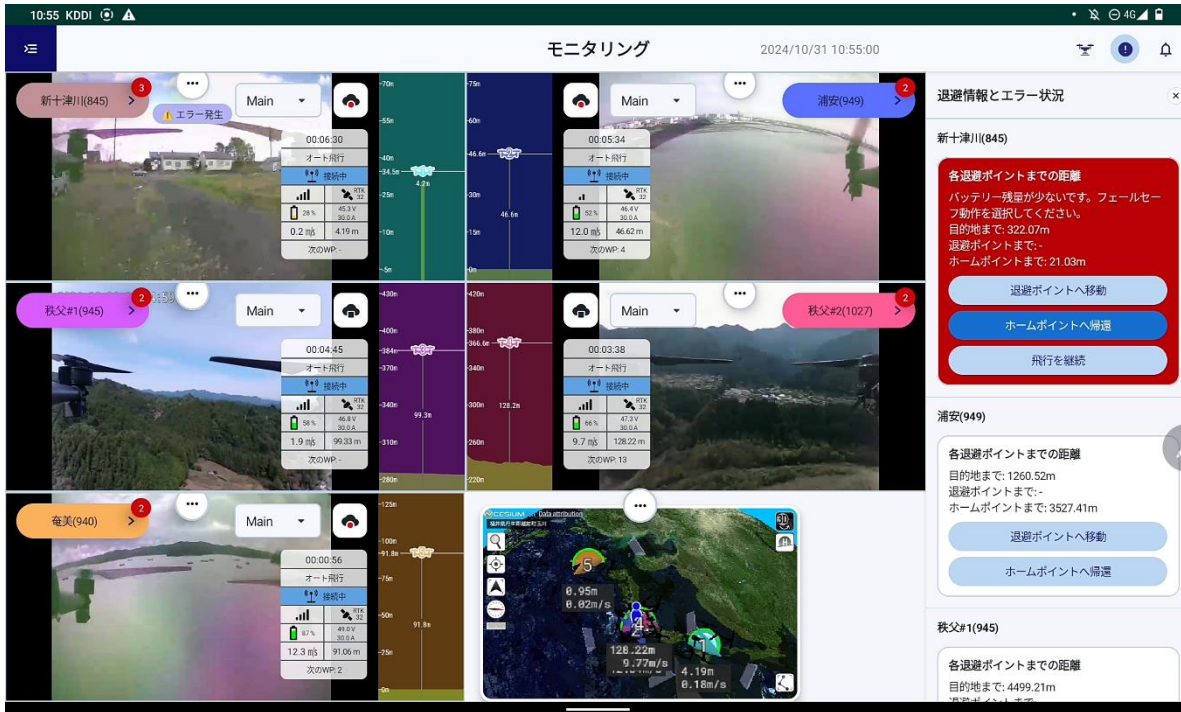 10:55 KDDI
4G
モニタリング
2024/10/31 10:55:00
新十津川(845)
3
エラー発生
Main
00:06:30
オート飛行
接続中
RTK
32
28 %
45.3 V
30.0 A
0.2 m/s
4.19 m
次のWP: -
-70m
-55m
-40m
-34.5m
4.2m
-25m
-10m
-5m
-75m
-60m
-46.6m
-30m
46.6m
-15m
-0m
Main
浦安(949)
2
00:05:34
オート飛行
接続中
RTK
32
52 %
46.4 V
30.0 A
12.0 m/s
46.62 m
次のWP: 4
秩父#1(945)
2
Main
00:04:45
オート飛行
接続中
RTK
32
58 %
46.8 V
30.0 A
1.9 m/s
99.33 m
次のWP: -
-430m
-400m
-384m
-370m
-340m
99.3m
-310m
-280m
-420m
-380m
-366.6m
-340m
-300m
128.2m
-260m
-220m
Main
秩父#2(1027)
2
00:03:38
オート飛行
接続中
RTK
32
66 %
47.3 V
30.0 A
9.7 m/s
128.22 m
次のWP: 13
奄美(940)
2
Main
00:00:56
オート飛行
接続中
RTK
32
87 %
49.0 V
30.0 A
12.3 m/s
91.06 m
次のWP: 2
-125m
-100m
-91.8m
-75m
-50m
91.8m
-25m
-0m
CESIUM
Data attribution
5
0.95m
0.02m/s
4
128.22m
9.77m/s
1
4.19m
0.18m/s
退避情報とエラー状況
新十津川(845)
各退避ポイントまでの距離
バッテリー残量が少ないです。フェールセー
フ動作を選択してください。
目的地まで: 322.07m
退避ポイントまで: -
ホームポイントまで: 21.03m
退避ポイントへ移動
ホームポイントへ帰還
飛行を継続
浦安(949)
各退避ポイントまでの距離
目的地まで: 1260.52m
退避ポイントまで: -
ホームポイントまで: 3527.41m
退避ポイントへ移動
ホームポイントへ帰還
秩父#1(945)
各退避ポイントまでの距離
目的地まで: 4499.21m